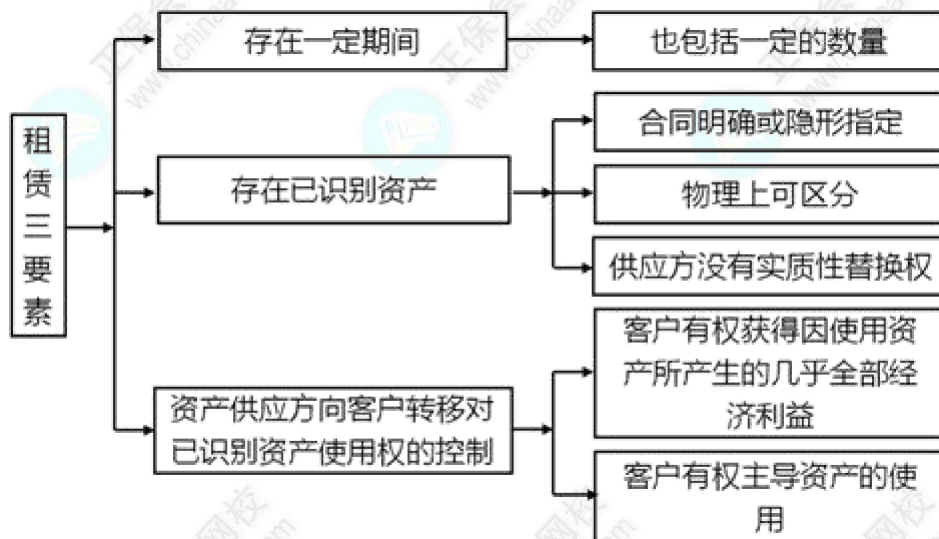 存在一定期间
也包括一定的数量
合同明确或隐形指定
租赁三要素
存在已识别资产
物理上可区分
供应方没有实质性替换权
客户有权获得因使用资
产所产生的几乎全部经
济利益
资产供应方向客户转移对
已识别资产使用权的控制
客户有权主导资产的使
用